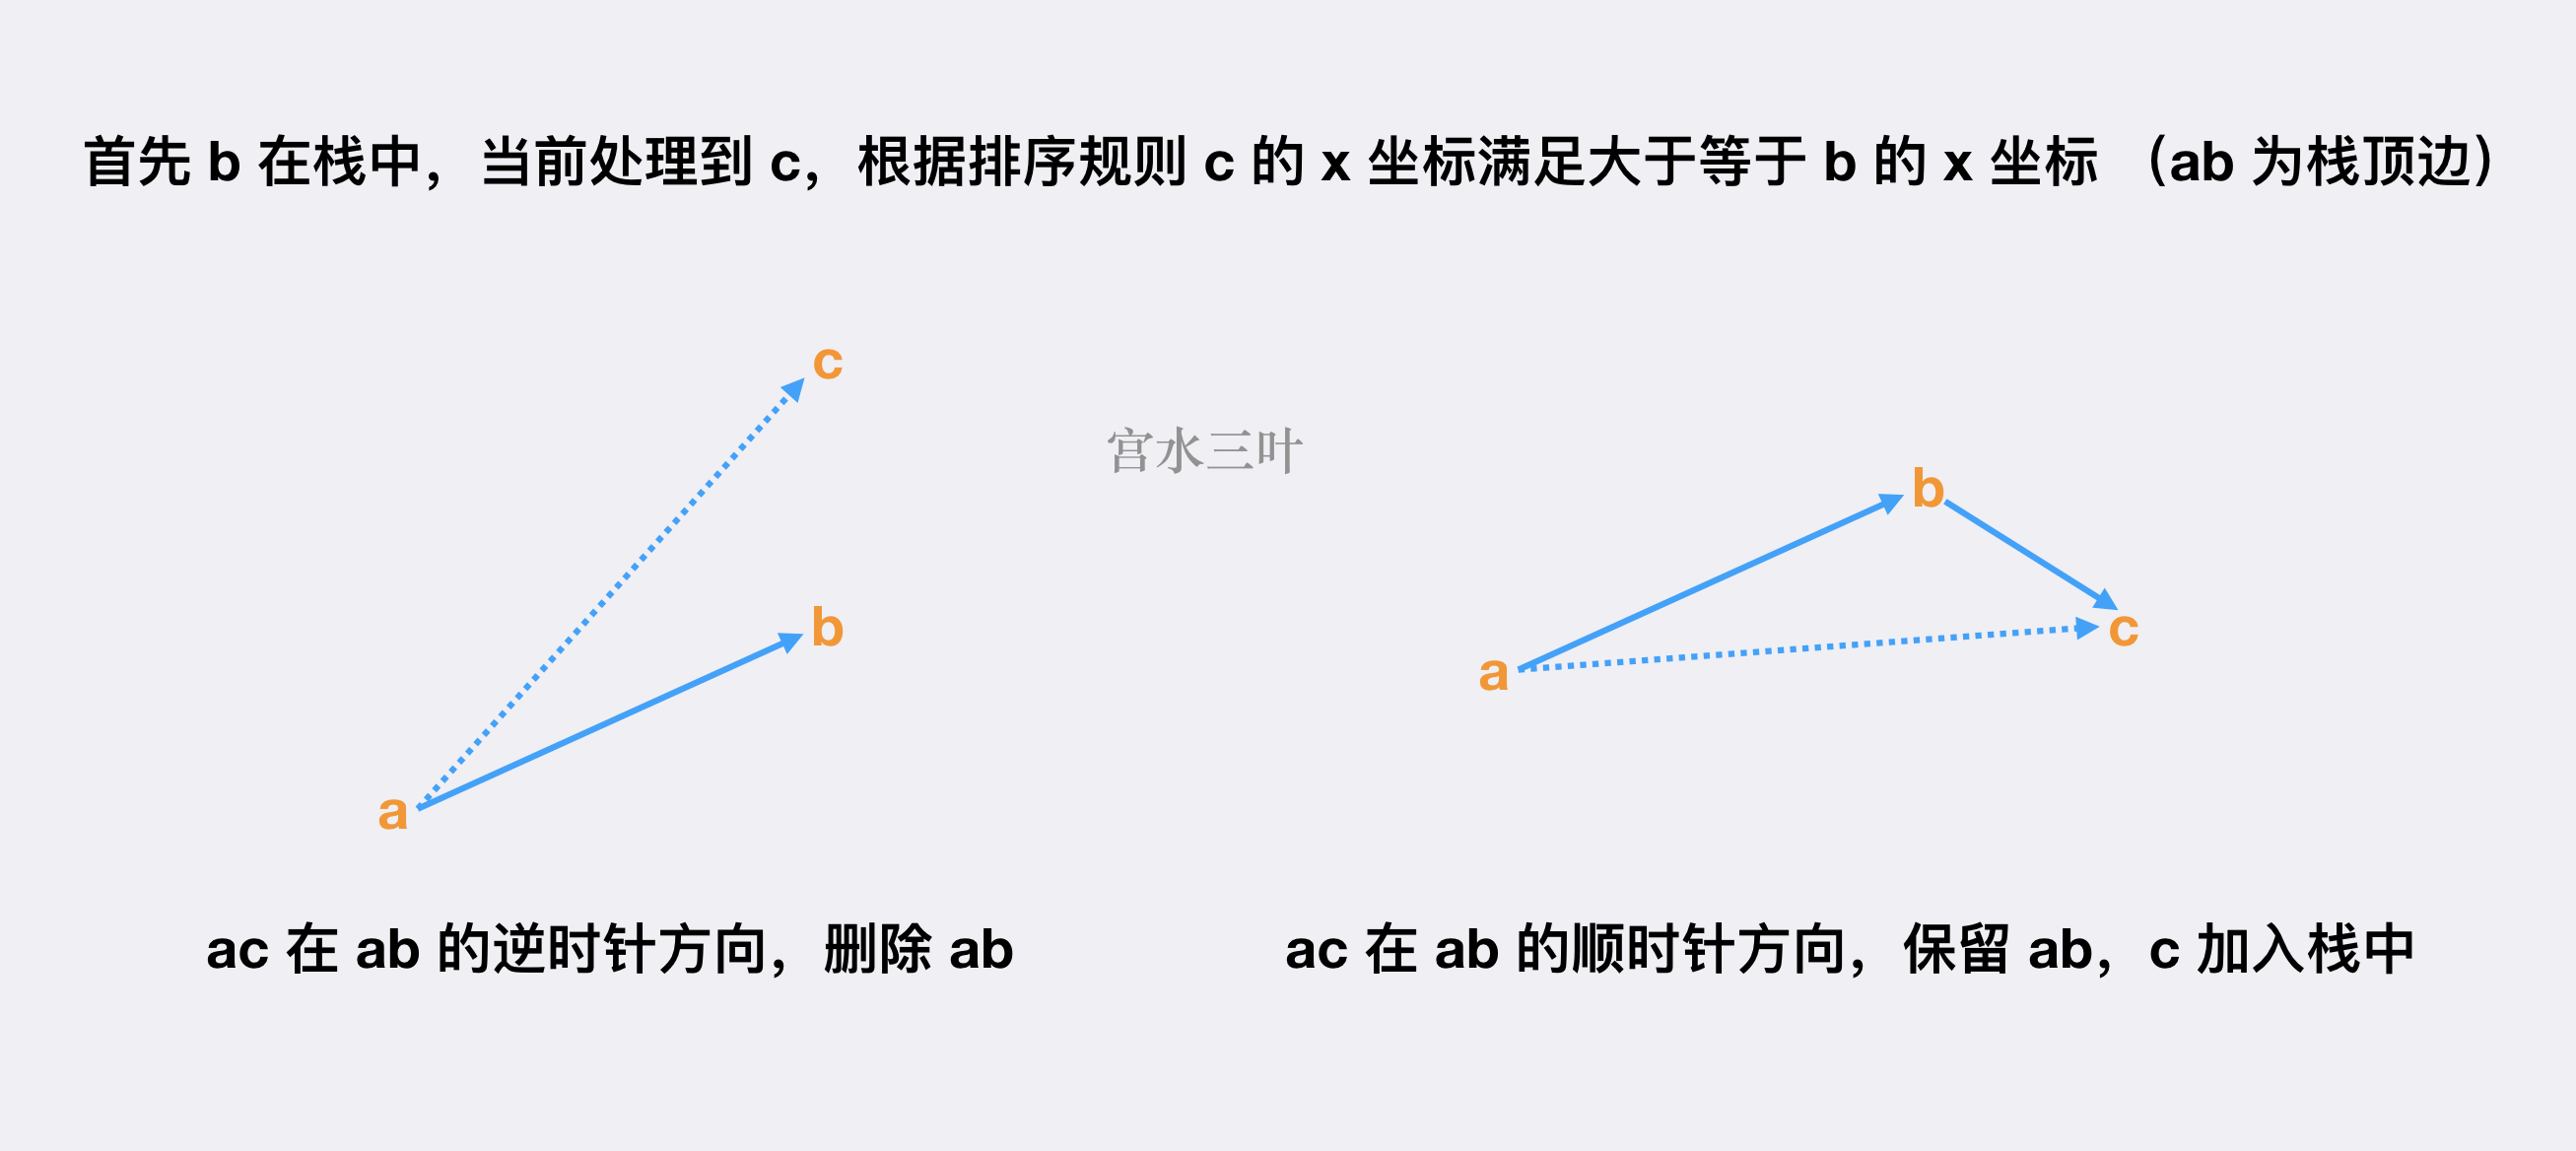 首先 b 在栈中，当前处理到 c，根据排序规则 c 的 x 坐标满足大于等于 b 的 x 坐标 （ab 为栈顶边）
c
宫水三叶
b
b
c
a
a
ac 在 ab 的逆时针方向，删除 ab
ac 在 ab 的顺时针方向，保留 ab，c 加入栈中